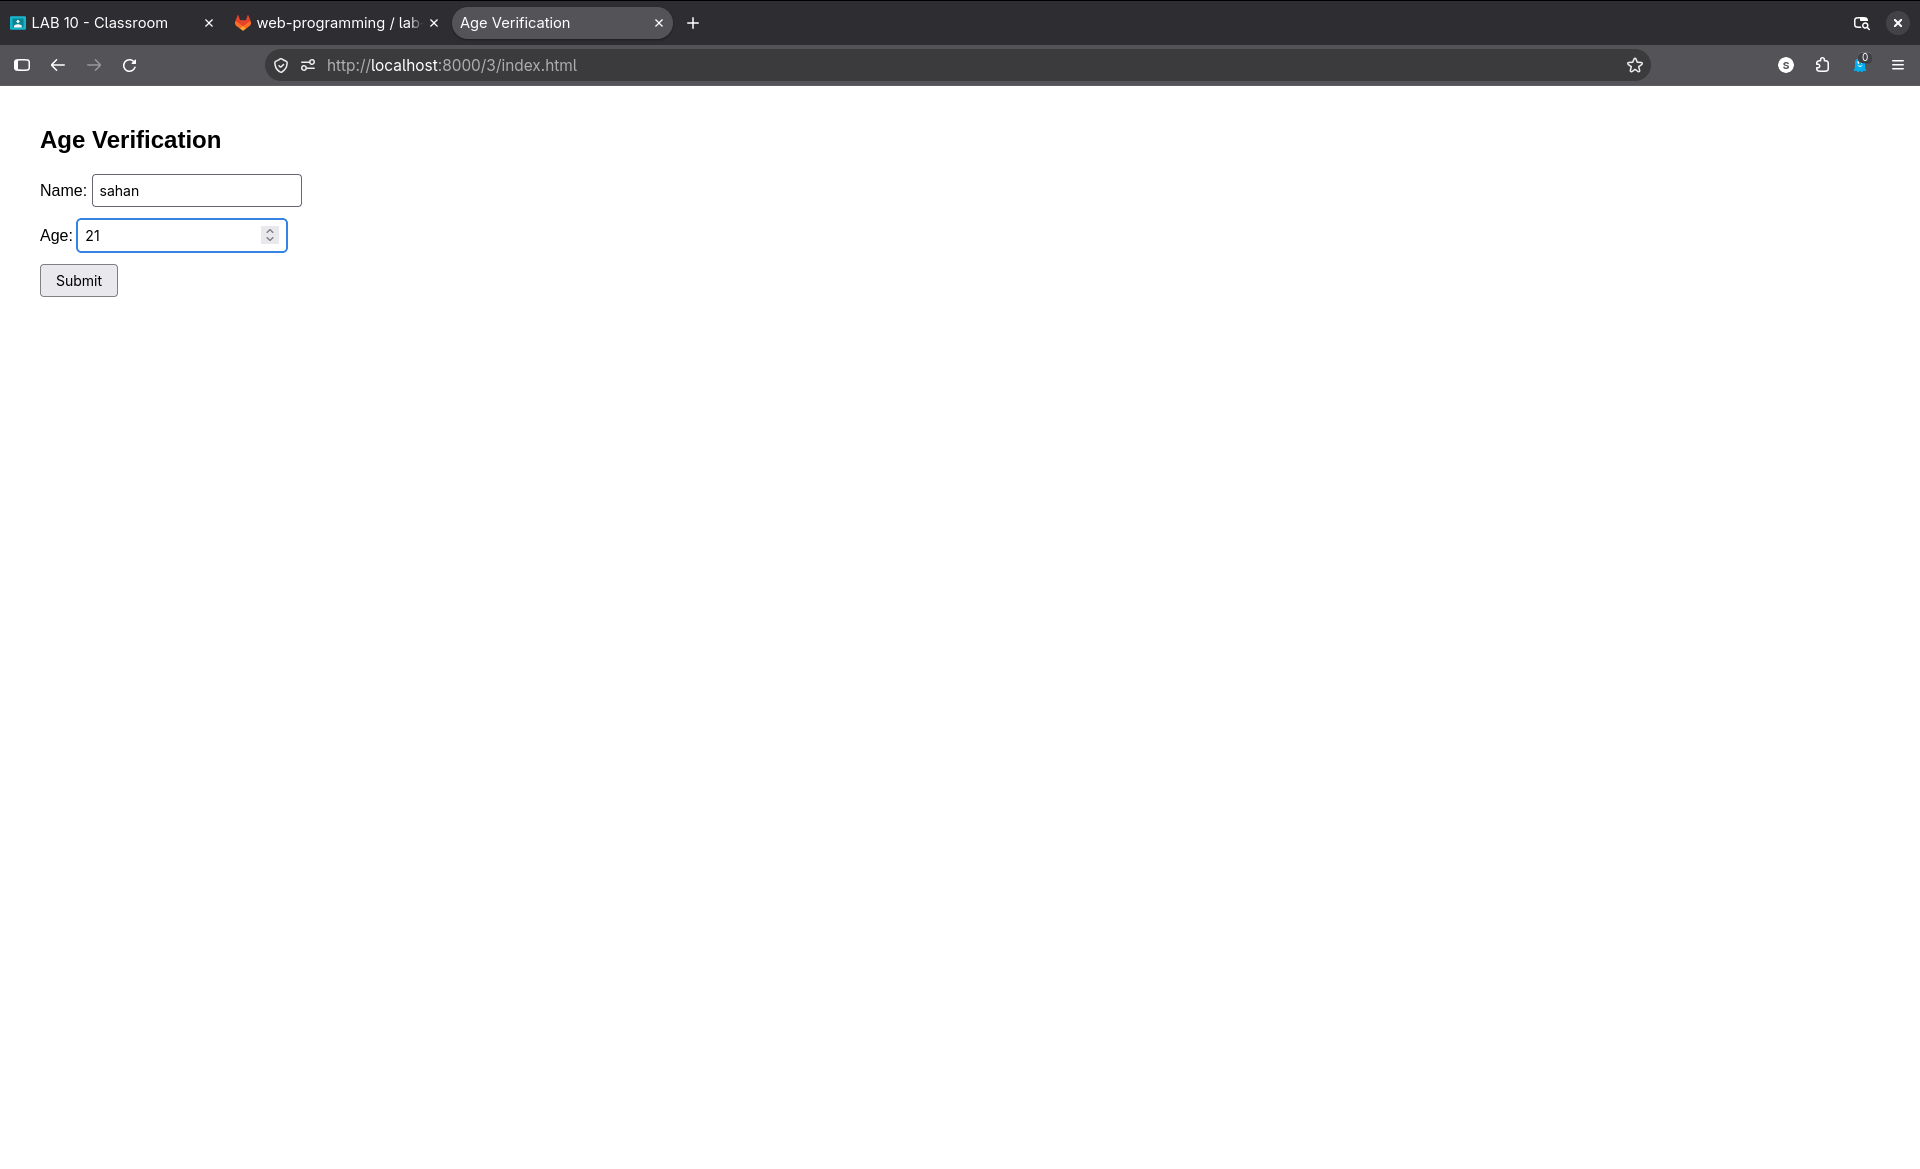 LAB 10 - Classroom
web-programming / lab
Age Verification
http://localhost:8000/3/index.html
S
0
Age Verification
Name: sahan
Age: 21
Submit